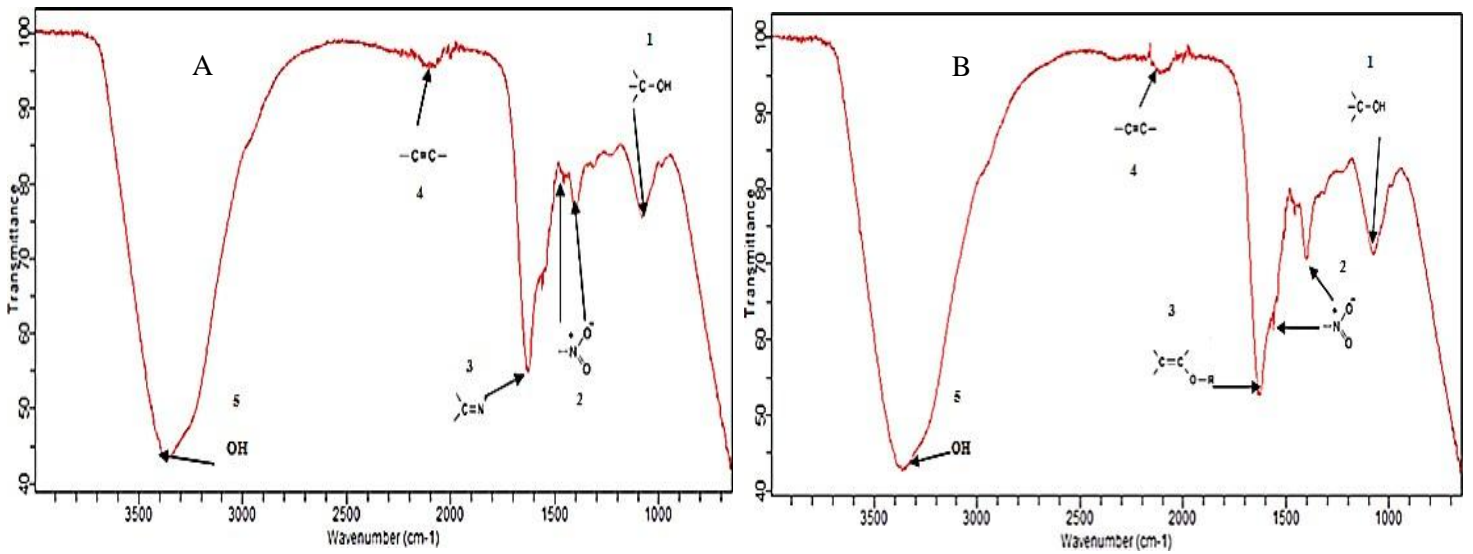 A
1
C—OH
100
90
80
70
60
50
40
Transmittance
—C≡C—
4
3
C=N
O⁻
+
—N
O
2
5
OH
3500
3000
2500
2000
1500
1000
Wavenumber (cm-1)
B
1
C—OH
100
90
80
70
60
50
40
Transmittance
—C≡C—
4
2
O⁻
+
—N
O
3
C=C
O—R
5
OH
3500
3000
2500
2000
1500
1000
Wavenumber (cm-1)